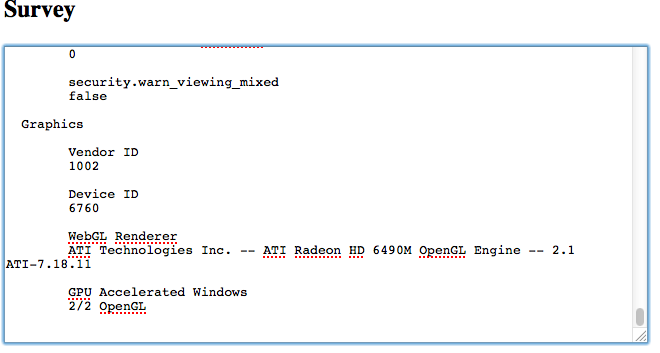 Survey
0
security.warn_viewing_mixed
false
Graphics
Vendor ID
1002
Device ID
6760
WebGL Renderer
ATI Technologies Inc. -- ATI Radeon HD 6490M OpenGL Engine -- 2.1
ATI-7.18.11
GPU Accelerated Windows
2/2 OpenGL